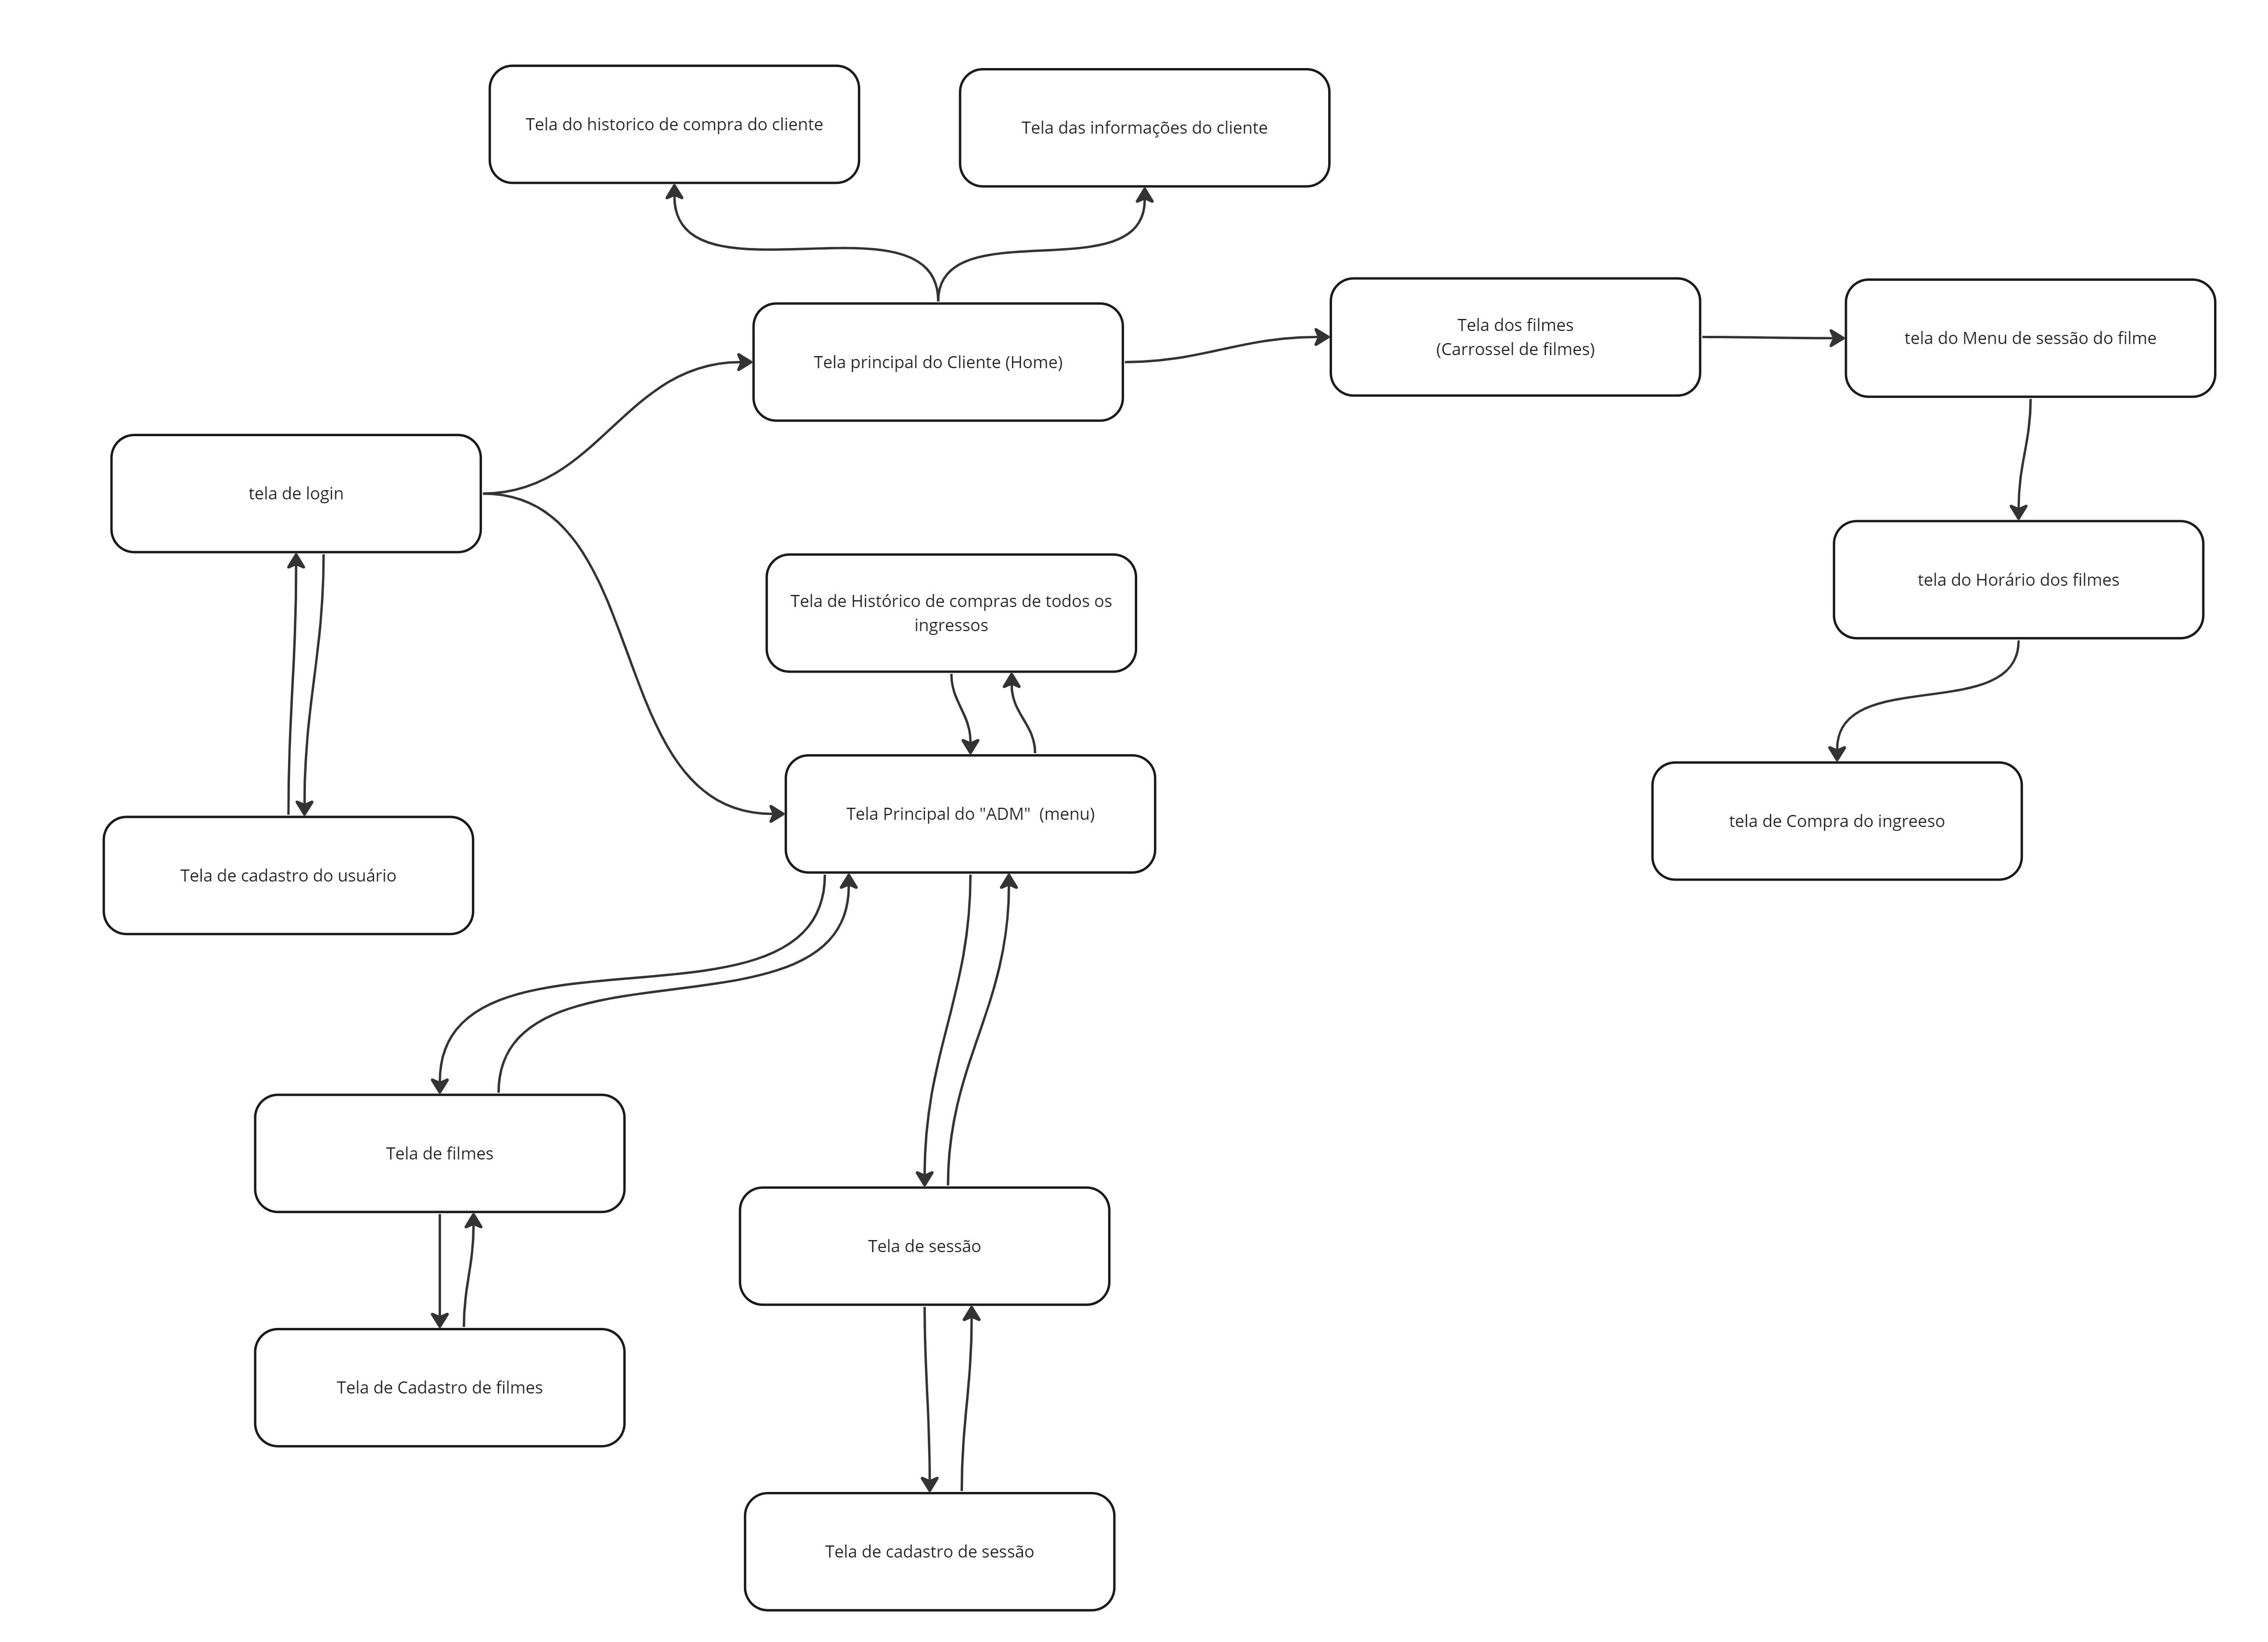 Tela do historico de compra do cliente
Tela das informações do cliente
Tela principal do Cliente (Home)
Tela dos filmes
(Carrossel de filmes)
tela do Menu de sessão do filme
tela de login
tela do Horário dos filmes
Tela de Histórico de compras de todos os
ingressos
Tela Principal do "ADM"  (menu)
tela de Compra do ingreeso
Tela de cadastro do usuário
Tela de filmes
Tela de sessão
Tela de Cadastro de filmes
Tela de cadastro de sessão